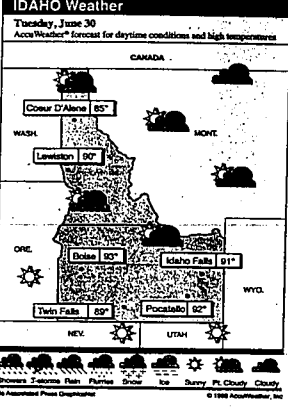 IDAHO Weather
Tuesday, June 30
AccuWeather® forecast for daytime conditions and high temperatures
CANADA
Coeur D'Alene 85°
WASH.
MONT.
Lewiston 90°
ORE.
Boise 93°
Idaho Falls 91°
WYO.
Twin Falls 89°
Pocatello 92°
NEV.
UTAH
Showers T-storms Rain Flurries Snow Ice Sunny Pt. Cloudy Cloudy
Via Associated Press GraphicsNet
© 1998 AccuWeather, Inc